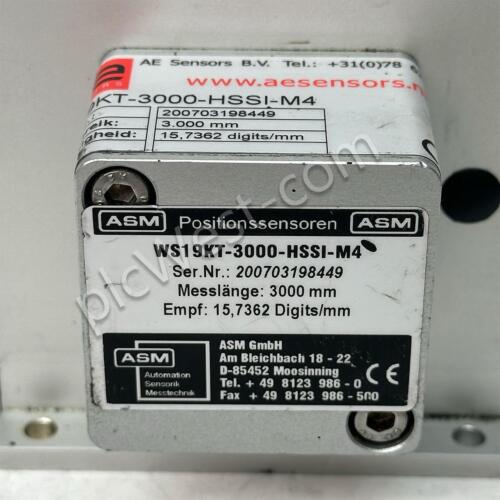 AE Sensors B.V. Tel.: +31(0)78
www.aesensors.n
9KT-3000-HSSI-M4
200703198449
eik: 3.000 mm
igheid: 15,7362 digits/mm
ASM Positionssensoren ASM
WS19KT-3000-HSSI-M4
Ser.Nr.: 200703198449
Messlänge: 3000 mm
Empf: 15,7362 Digits/mm
ASM
Automation
Sensorik
Messtechnik
ASM GmbH
Am Bleichbach 18 - 22
D-85452 Moosinning
Tel. + 49 8123 986 - 0
Fax + 49 8123 986 - 500
CE
plcwest-com